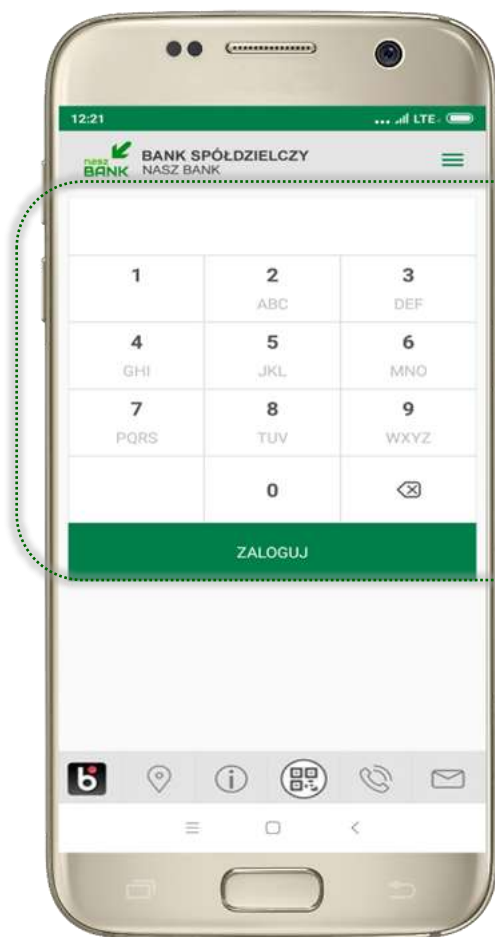 12:21 LTE
nasz BANK SPÓŁDZIELCZY
BANK NASZ BANK
1 2 3
ABC DEF
4 5 6
GHI JKL MNO
7 8 9
PQRS TUV WXYZ
0
ZALOGUJ